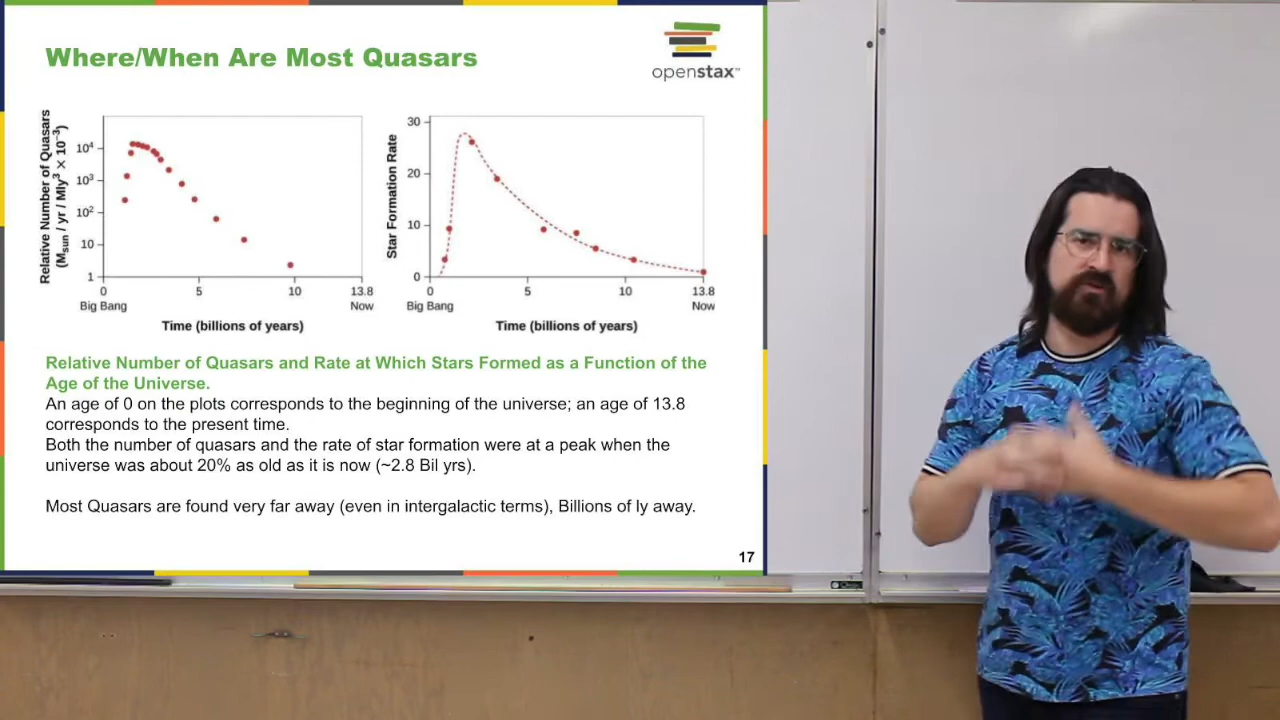 Where/When Are Most Quasars
openstax™
Relative Number of Quasars
(Msun / yr / Mly³ × 10⁻³)
10⁴
10³
10²
10
1
0
5
10
13.8
Big Bang
Now
Time (billions of years)
Star Formation Rate
30
20
10
0
0
5
10
13.8
Big Bang
Now
Time (billions of years)
Relative Number of Quasars and Rate at Which Stars Formed as a Function of the
Age of the Universe.
An age of 0 on the plots corresponds to the beginning of the universe; an age of 13.8
corresponds to the present time.
Both the number of quasars and the rate of star formation were at a peak when the
universe was about 20% as old as it is now (~2.8 Bil yrs).
Most Quasars are found very far away (even in intergalactic terms), Billions of ly away.
17